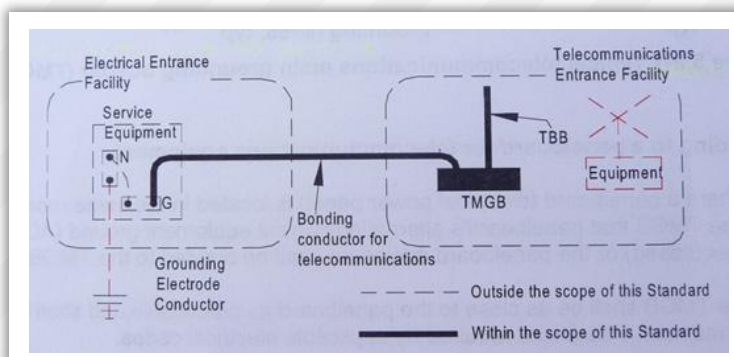 Electrical Entrance
Facility
Service
Equipment
N
G
Bonding
conductor for
telecommunications
Grounding
Electrode
Conductor
Telecommunications
Entrance Facility
TBB
TMGB
Equipment
Outside the scope of this Standard
Within the scope of this Standard